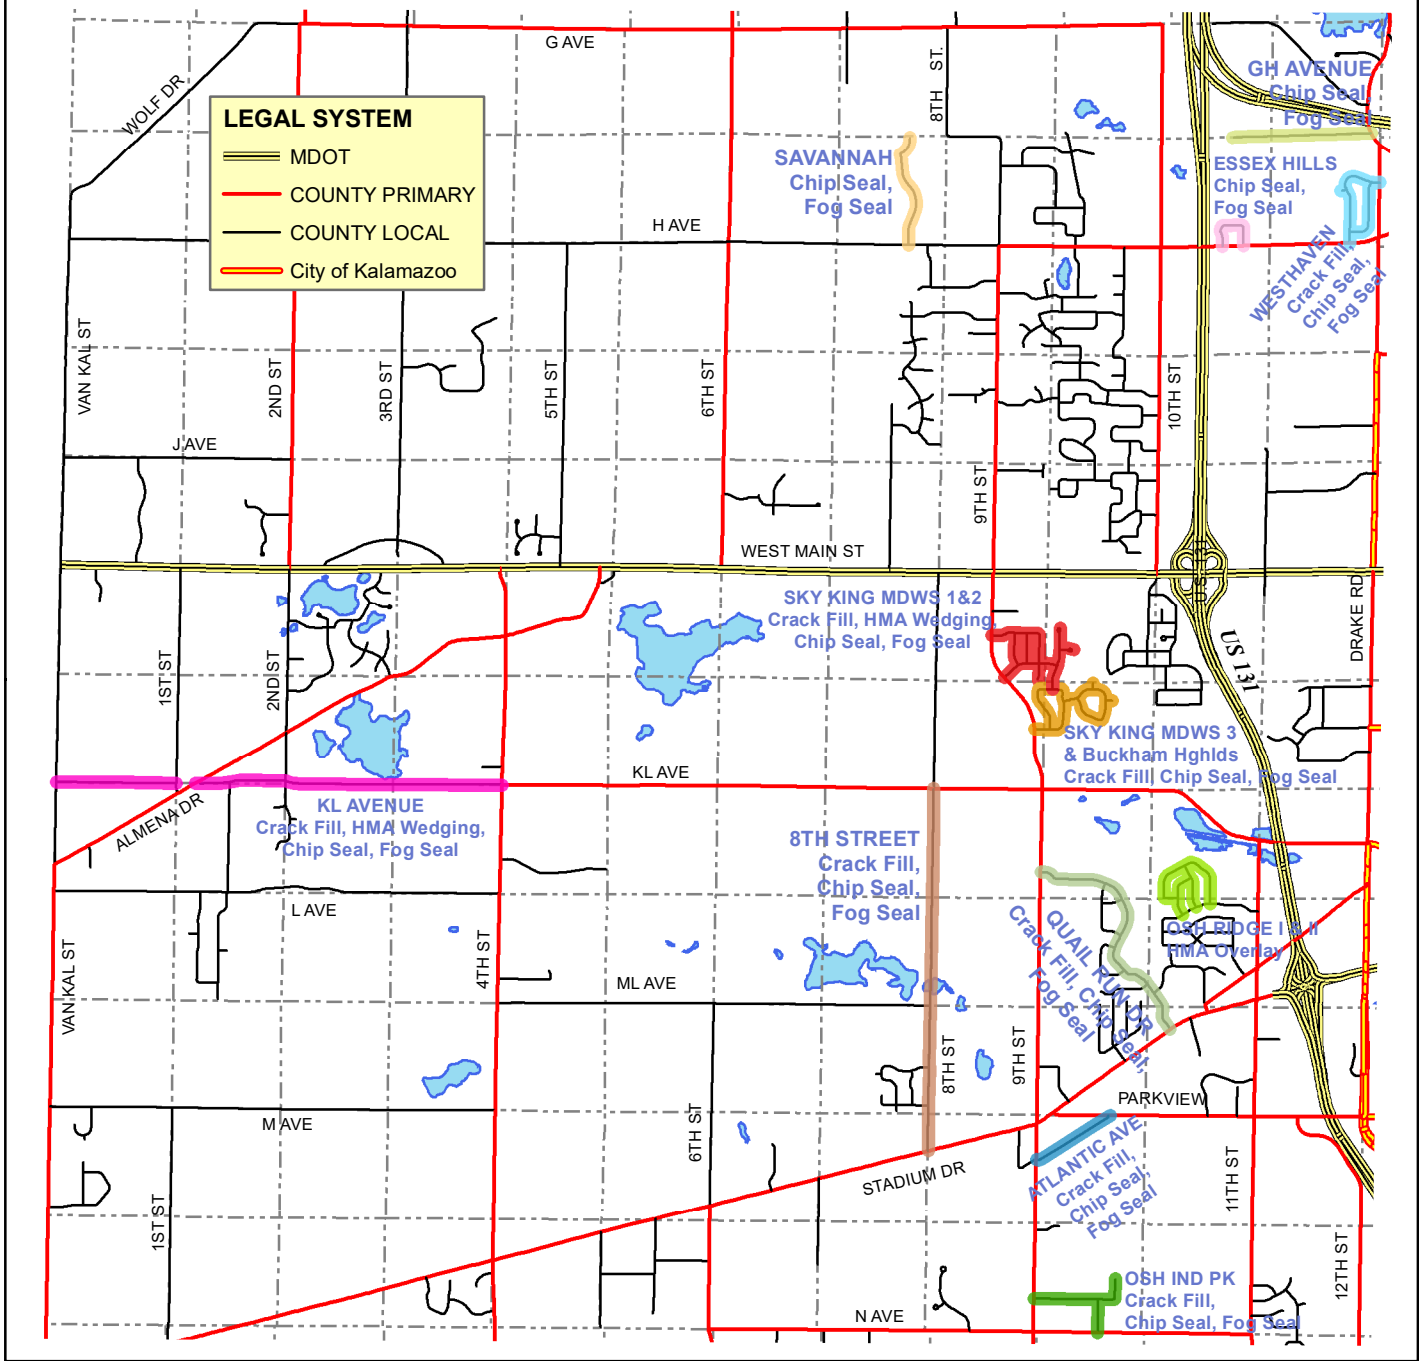 G AVE
WOLF DR
8TH ST.
GH AVENUE
Chip Seal,
Fog Seal
LEGAL SYSTEM
MDOT
COUNTY PRIMARY
COUNTY LOCAL
City of Kalamazoo
SAVANNAH
Chip Seal,
Fog Seal
ESSEX HILLS
Chip Seal,
Fog Seal
H AVE
WESTHAVEN
Crack Fill,
Chip Seal,
Fog Seal
VAN KAL ST
2ND ST
3RD ST
5TH ST
6TH ST
10TH ST
J AVE
9TH ST
WEST MAIN ST
US 131
SKY KING MDWS 1&2
Crack Fill, HMA Wedging,
Chip Seal, Fog Seal
DRAKE RD
1ST ST
2ND ST
US 131
SKY KING MDWS 3
& Buckham Hghlds
Crack Fill, Chip Seal, Fog Seal
KL AVE
ALMENA DR
KL AVENUE
Crack Fill, HMA Wedging,
Chip Seal, Fog Seal
8TH STREET
Crack Fill,
Chip Seal,
Fog Seal
L AVE
QUAIL RUN DR
Crack Fill, Chip Seal,
Fog Seal
OSH RIDGE I & II
HMA Overlay
VAN KAL ST
4TH ST
ML AVE
8TH ST
9TH ST
PARKVIEW
M AVE
6TH ST
ATLANTIC AVE
Crack Fill,
Chip Seal,
Fog Seal
STADIUM DR
1ST ST
11TH ST
12TH ST
OSH IND PK
Crack Fill,
Chip Seal, Fog Seal
N AVE